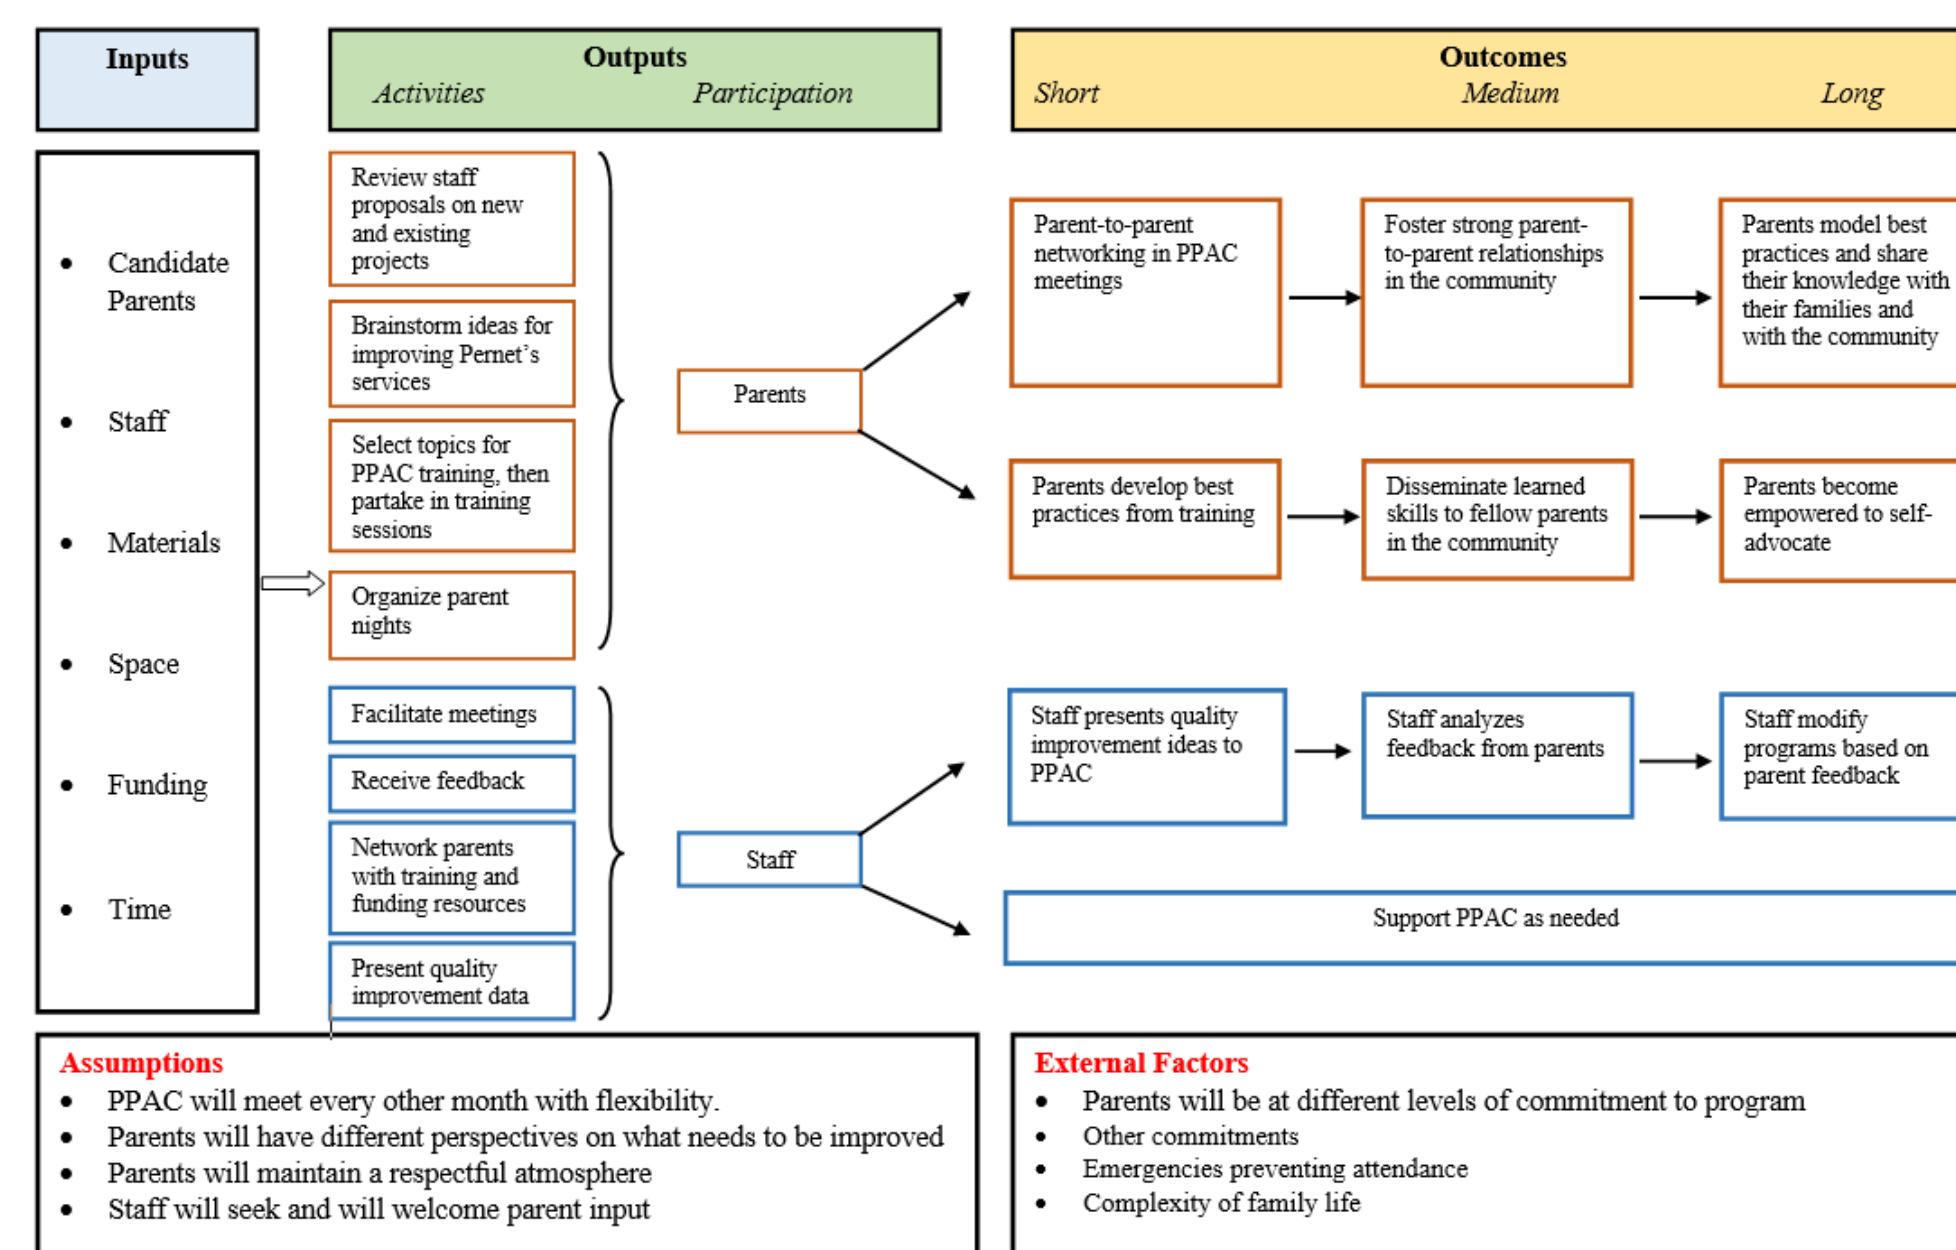 Inputs
Outputs
Activities Participation
Outcomes
Short Medium Long
• Candidate
Parents
• Staff
• Materials
• Space
• Funding
• Time
Review staff
proposals on new
and existing
projects
Brainstorm ideas for
improving Pernet’s
services
Select topics for
PPAC training, then
partake in training
sessions
Organize parent
nights
Facilitate meetings
Receive feedback
Network parents
with training and
funding resources
Present quality
improvement data
Parents
Staff
Parent-to-parent
networking in PPAC
meetings
Foster strong parent-
to-parent relationships
in the community
Parents model best
practices and share
their knowledge with
their families and
with the community
Parents develop best
practices from training
Disseminate learned
skills to fellow parents
in the community
Parents become
empowered to self-
advocate
Staff presents quality
improvement ideas to
PPAC
Staff analyzes
feedback from parents
Staff modify
programs based on
parent feedback
Support PPAC as needed
Assumptions
• PPAC will meet every other month with flexibility.
• Parents will have different perspectives on what needs to be improved
• Parents will maintain a respectful atmosphere
• Staff will seek and will welcome parent input
External Factors
• Parents will be at different levels of commitment to program
• Other commitments
• Emergencies preventing attendance
• Complexity of family life